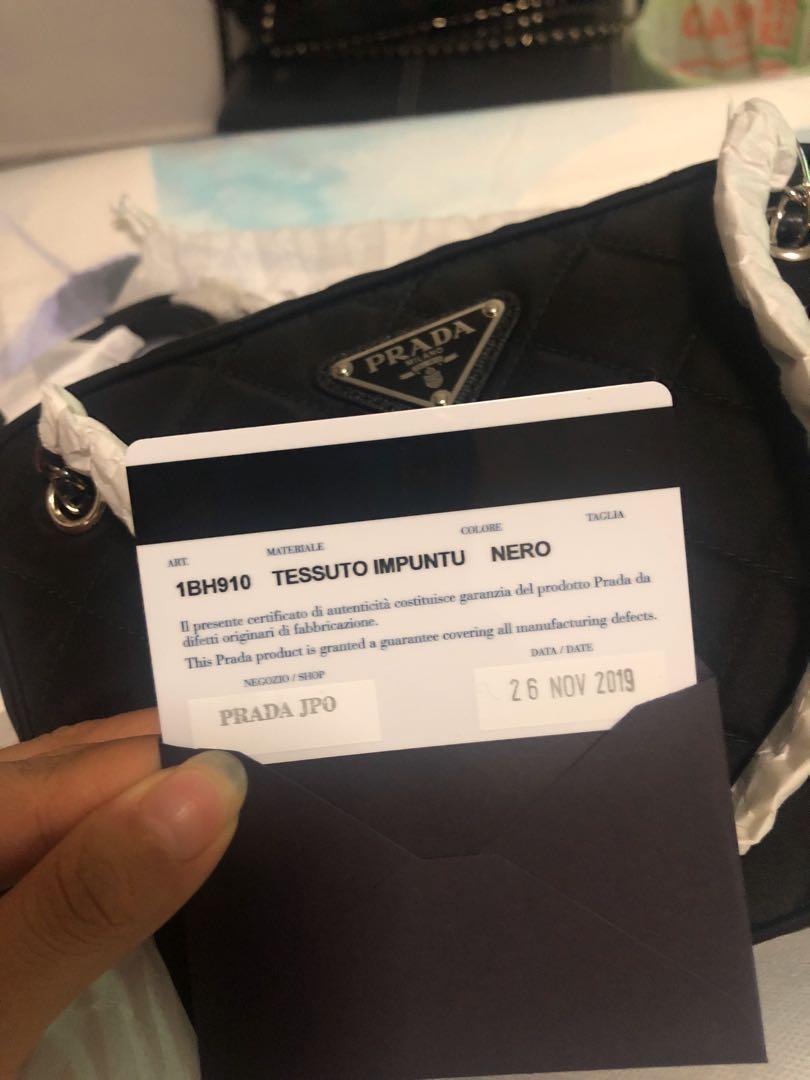 PRADA
MILANO
ART.
MATERIALE
COLORE
TAGLIA
1BH910 TESSUTO IMPUNTU NERO
Il presente certificato di autenticità costituisce garanzia del prodotto Prada da
difetti originari di fabbricazione.
This Prada product is granted a guarantee covering all manufacturing defects.
NEGOZIO / SHOP
DATA / DATE
PRADA JPO
26 NOV 2019